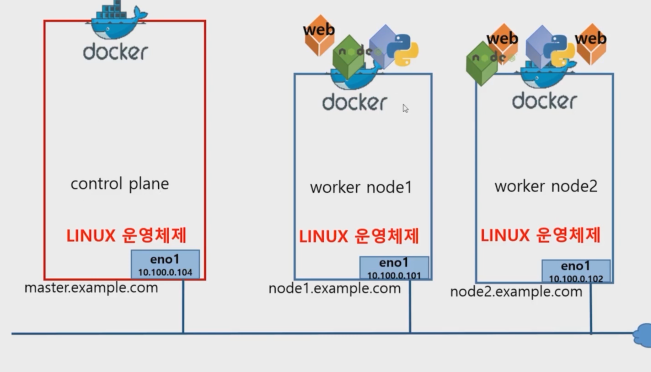 docker
control plane
LINUX 운영체제
eno1
10.100.0.104
master.example.com
web
node
docker
worker node1
LINUX 운영체제
eno1
10.100.0.101
node1.example.com
web
node
web
docker
worker node2
LINUX 운영체제
eno1
10.100.0.102
node2.example.com